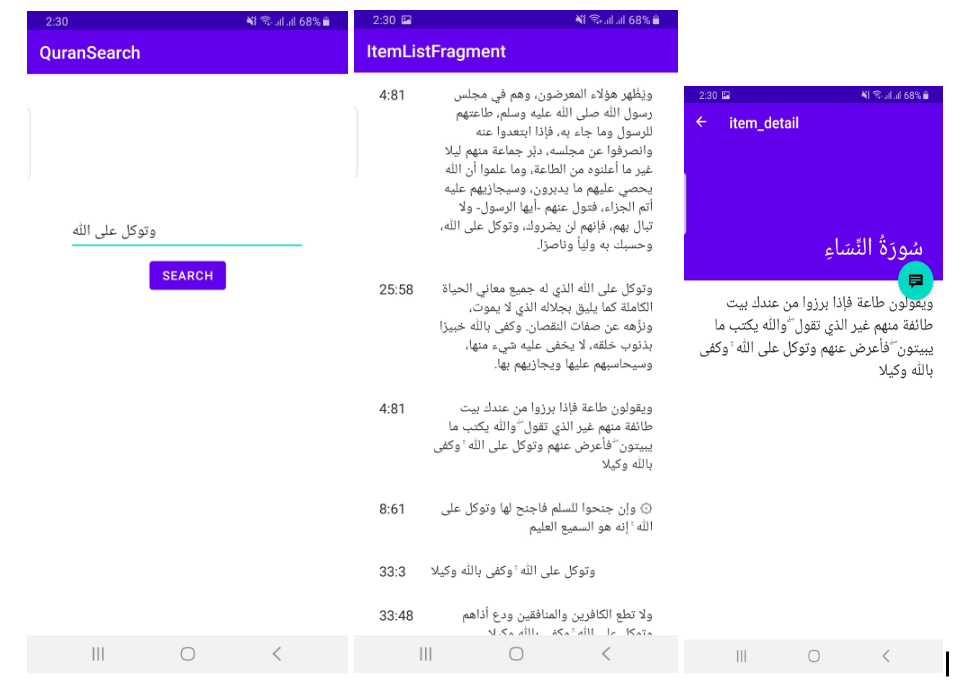 2:30
68%
QuranSearch
وتوكل على الله
SEARCH
2:30
68%
ItemListFragment
4:81
ويُظْهر هؤلاء المعرضون، وهم في مجلس
رسول الله صلى الله عليه وسلم، طاعتهم
للرسول وما جاء به، فإذا ابتعدوا عنه
وانصرفوا عن مجلسه، دبَّر جماعة منهم ليلا
غير ما أعلنوه من الطاعة، وما علموا أن الله
يحصي عليهم ما يدبرون، وسيجازيهم عليه
أتم الجزاء، فتول عنهم -أيها الرسول- ولا
تبال بهم، فإنهم لن يضروك، وتوكل على الله،
وحسبك به ولياً وناصرًا.
25:58
وتوكل على الله الذي له جميع معاني الحياة
الكاملة كما يليق بجلاله الذي لا يموت،
ونزِّهه عن صفات النقصان. وكفى بالله خبيرًا
بذنوب خلقه، لا يخفى عليه شيء منها،
وسيحاسبهم عليها ويجازيهم بها.
4:81
ويقولون طاعة فإذا برزوا من عندك بيت
طائفة منهم غير الذي تقول ۖ والله يكتب ما
يبيتون ۖ فأعرض عنهم وتوكل على الله ۚ وكفى
بالله وكيلا
8:61
۞ وإن جنحوا للسلم فاجنح لها وتوكل على
الله ۚ إنه هو السميع العليم
33:3
وتوكل على الله ۚ وكفى بالله وكيلا
33:48
ولا تطع الكافرين والمنافقين ودع أذاهم
وتوكل على الله ۚ وكفى بالله وكيلا
2:30
68%
item_detail
سُورَةُ النِّسَاءِ
ويقولون طاعة فإذا برزوا من عندك بيت
طائفة منهم غير الذي تقول ۖ والله يكتب ما
يبيتون ۖ فأعرض عنهم وتوكل على الله ۚ وكفى
بالله وكيلا